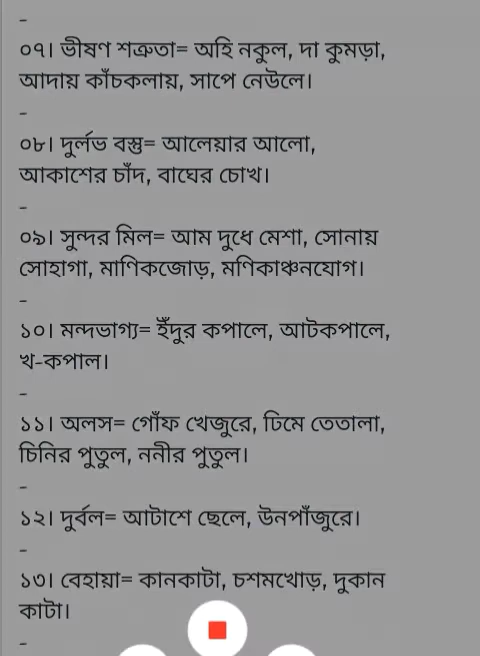 -
০৭। ভীষণ শত্রুতা= অহি নকুল, দা কুমড়া,
আদায় কাঁচকলায়, সাপে নেউলে।
-
০৮। দুর্লভ বস্তু= আলেয়ার আলো,
আকাশের চাঁদ, বাঘের চোখ।
-
০৯। সুন্দর মিল= আম দুধে মেশা, সোনায়
সোহাগা, মাণিকজোড়, মণিকাঞ্চনযোগ।
-
১০। মন্দভাগ্য= ইঁদুর কপালে, আটকপালে,
খ-কপাল।
-
১১। অলস= গোঁফ খেজুরে, ঢিমে তেতালা,
চিনির পুতুল, ননীর পুতুল।
-
১২। দুর্বল= আটাশে ছেলে, উনপাঁজুরে।
-
১৩। বেহায়া= কানকাটা, চশমখোড়, দুকান
কাটা।
-